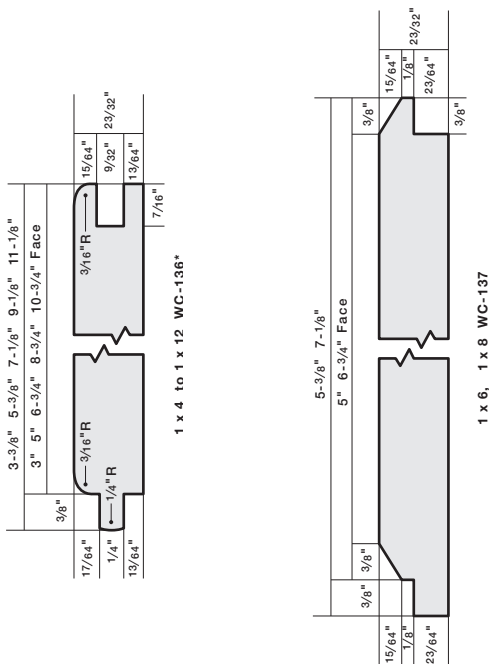 3-3/8" 5-3/8" 7-1/8" 9-1/8" 11-1/8"
3" 5" 6-3/4" 8-3/4" 10-3/4" Face
3/8"
7/16"
17/64"
1/4"
13/64"
15/64"
9/32"
13/64"
23/32"
3/16" R
3/16" R
1/4" R
1 x 4 to 1 x 12 WC-136*
5-3/8" 7-1/8"
5" 6-3/4" Face
3/8"
3/8"
3/8"
3/8"
15/64"
1/8"
23/64"
15/64"
1/8"
23/64"
23/32"
1 x 6, 1 x 8 WC-137